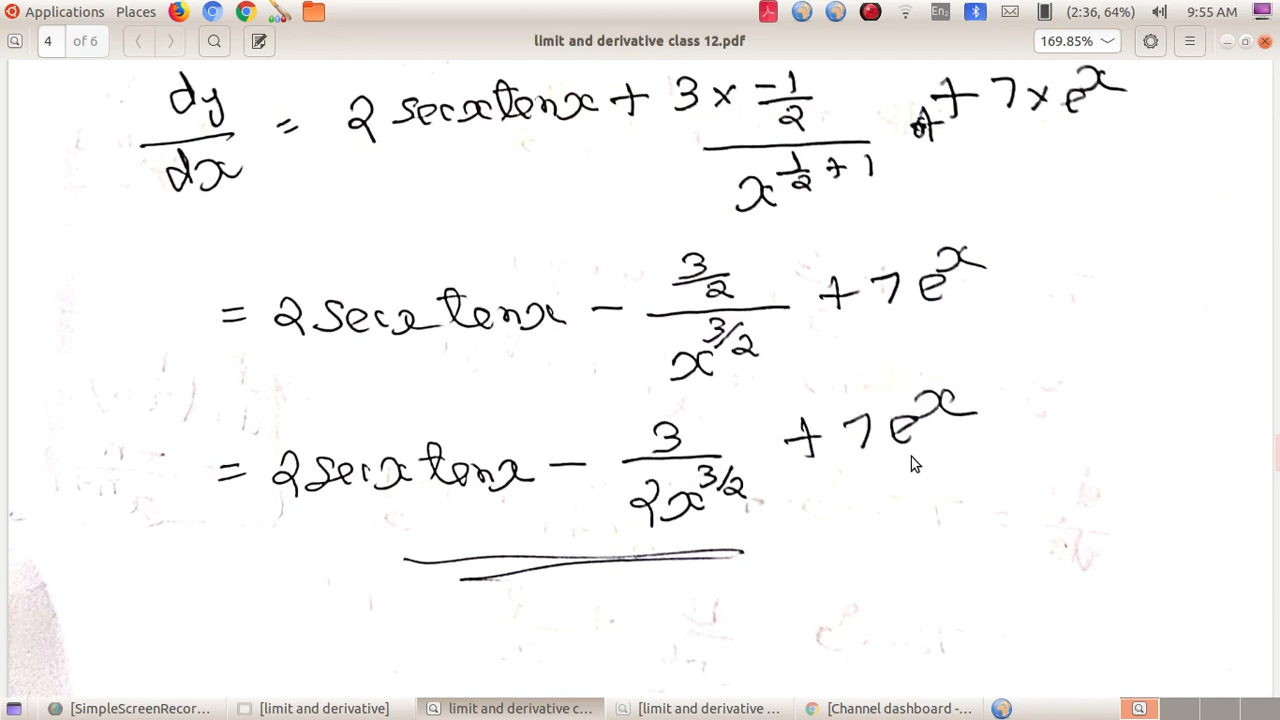 Applications Places En2 (2:36, 64%) 9:55 AM
4 of 6 limit and derivative class 12.pdf 169.85%
dy/dx = 2 secx tanx + 3 × (-1/2)/(x^(1/2 + 1)) + 7 × e^x
= 2 secx tanx - (3/2)/(x^(3/2)) + 7e^x
= 2 secx tanx - 3/(2x^(3/2)) + 7e^x
[SimpleScreenRecor... [limit and derivative] limit and derivative c... [limit and derivative ... [Channel dashboard -...